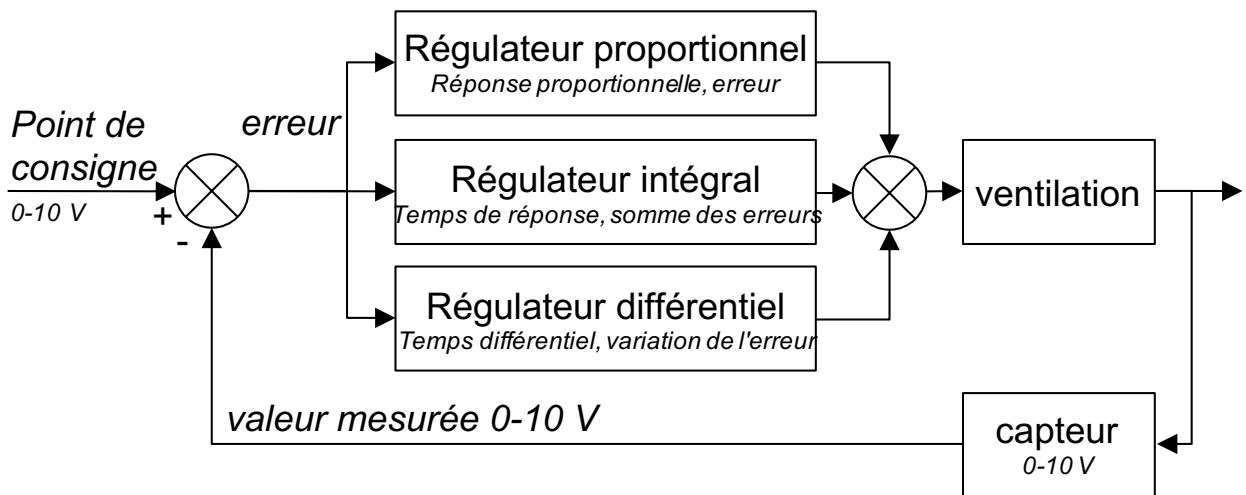 Régulateur proportionnel
Réponse proportionnelle, erreur
Point de
consigne
0-10 V
+
-
erreur
Régulateur intégral
Temps de réponse, somme des erreurs
ventilation
Régulateur différentiel
Temps différentiel, variation de l'erreur
valeur mesurée 0-10 V
capteur
0-10 V